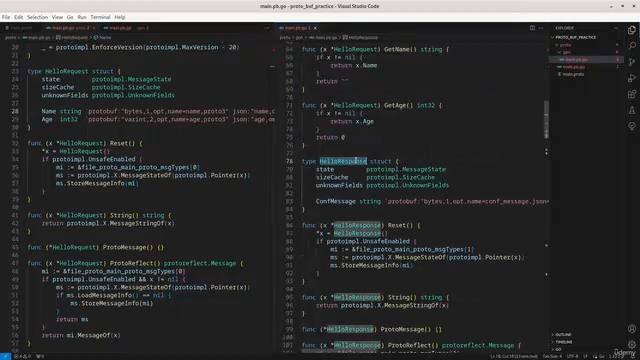 main.pb.go - proto_buf_practice - Visual Studio Code
File Edit Selection View Go Run Terminal Help
EXPLORER
PROTO_BUF_PRACTICE
proto
gen
main.pb.go
main.pb.go
main.proto
_ = protoimpl.EnforceVersion(protoimpl.MaxVersion - 20)
)
type HelloRequest struct {
state protoimpl.MessageState
sizeCache protoimpl.SizeCache
unknownFields protoimpl.UnknownFields
Name string `protobuf:"bytes,1,opt,name=name,proto3" json:"name,o
Age int32 `protobuf:"varint,2,opt,name=age,proto3" json:"age,o
}
func (x *HelloRequest) Reset() {
*x = HelloRequest{}
if protoimpl.UnsafeEnabled {
mi := &file_proto_main_proto_msgTypes[0]
ms := protoimpl.X.MessageStateOf(protoimpl.Pointer(x))
ms.StoreMessageInfo(mi)
}
}
func (x *HelloRequest) String() string {
return protoimpl.X.MessageStringOf(x)
}
func (*HelloRequest) ProtoMessage() {}
func (x *HelloRequest) ProtoReflect() protoreflect.Message {
mi := &file_proto_main_proto_msgTypes[0]
if protoimpl.UnsafeEnabled && x != nil {
ms := protoimpl.X.MessageStateOf(protoimpl.Pointer(x))
if ms.LoadMessageInfo() == nil {
ms.StoreMessageInfo(mi)
}
return ms
}
return mi.MessageOf(x)
func (x *HelloRequest) GetName() string {
if x != nil {
return x.Name
}
return ""
}
func (x *HelloRequest) GetAge() int32 {
if x != nil {
return x.Age
}
return 0
}
type HelloResponse struct {
state protoimpl.MessageState
sizeCache protoimpl.SizeCache
unknownFields protoimpl.UnknownFields
ConfMessage string `protobuf:"bytes,1,opt,name=conf_message,json=
}
func (x *HelloResponse) Reset() {
*x = HelloResponse{}
if protoimpl.UnsafeEnabled {
mi := &file_proto_main_proto_msgTypes[1]
ms := protoimpl.X.MessageStateOf(protoimpl.Pointer(x))
ms.StoreMessageInfo(mi)
}
}
func (x *HelloResponse) String() string {
return protoimpl.X.MessageStringOf(x)
}
func (*HelloResponse) ProtoMessage() {}
func (x *HelloResponse) ProtoReflect() protoreflect.Message {
OUTLINE
TIMELINE
GO